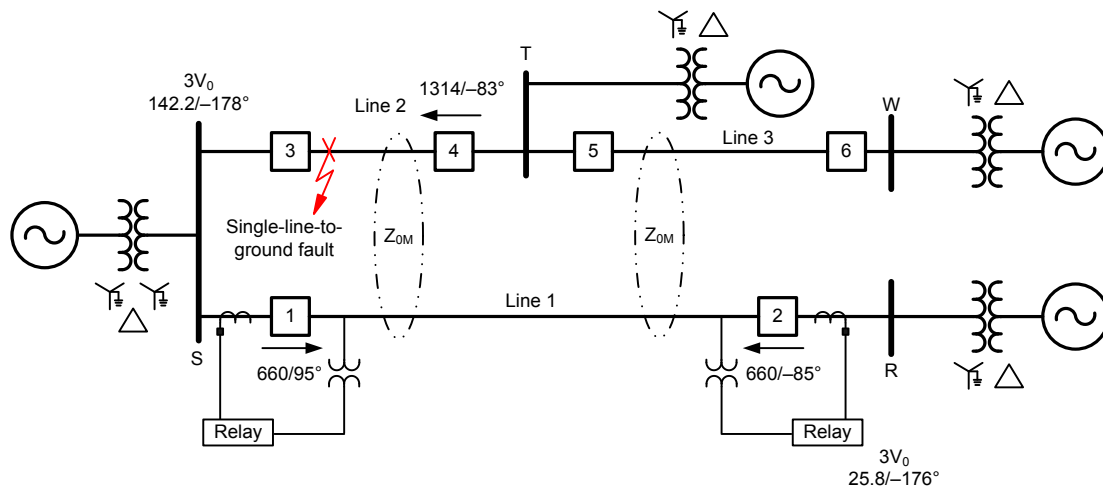 T
3V0
142.2/–178°
1314/–83°
Line 2
W
3
4
5
Line 3
6
Single-line-to-
ground fault
Z0M
Z0M
Line 1
1
2
S
660/95°
660/–85°
R
Relay
Relay
3V0
25.8/–176°